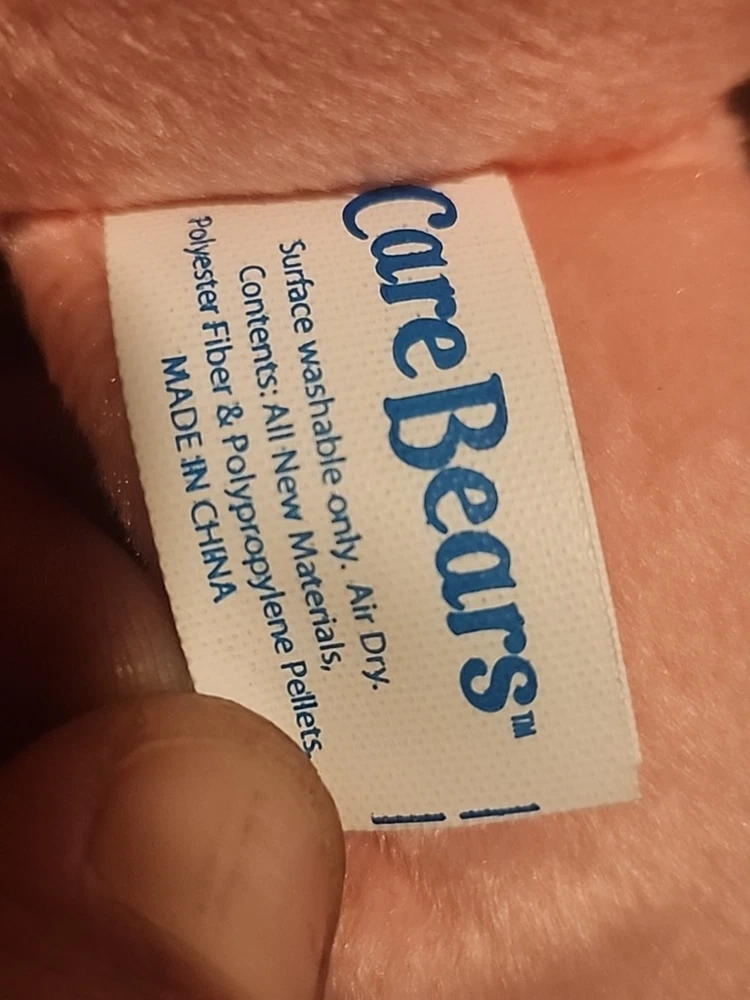 Care Bears™
Surface washable only. Air Dry.
Contents: All New Materials,
Polyester Fiber & Polypropylene Pellets.
MADE IN CHINA